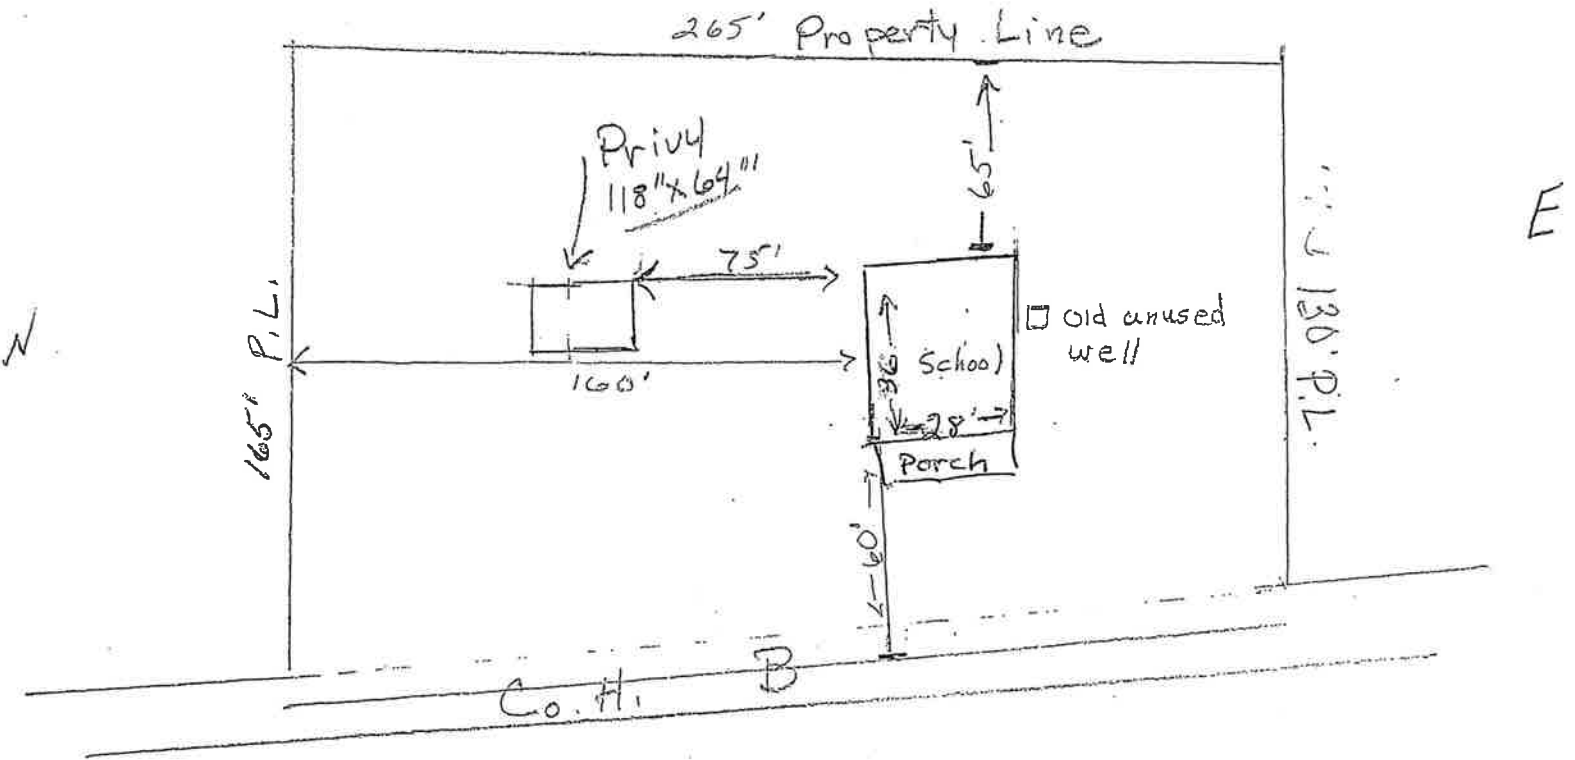 265' Property Line
Privy
118"x64"
65'
E
75'
N
165' P.L.
130' P.L.
Old unused
well
36
School
160'
28'
Porch
60'
Co. H. B